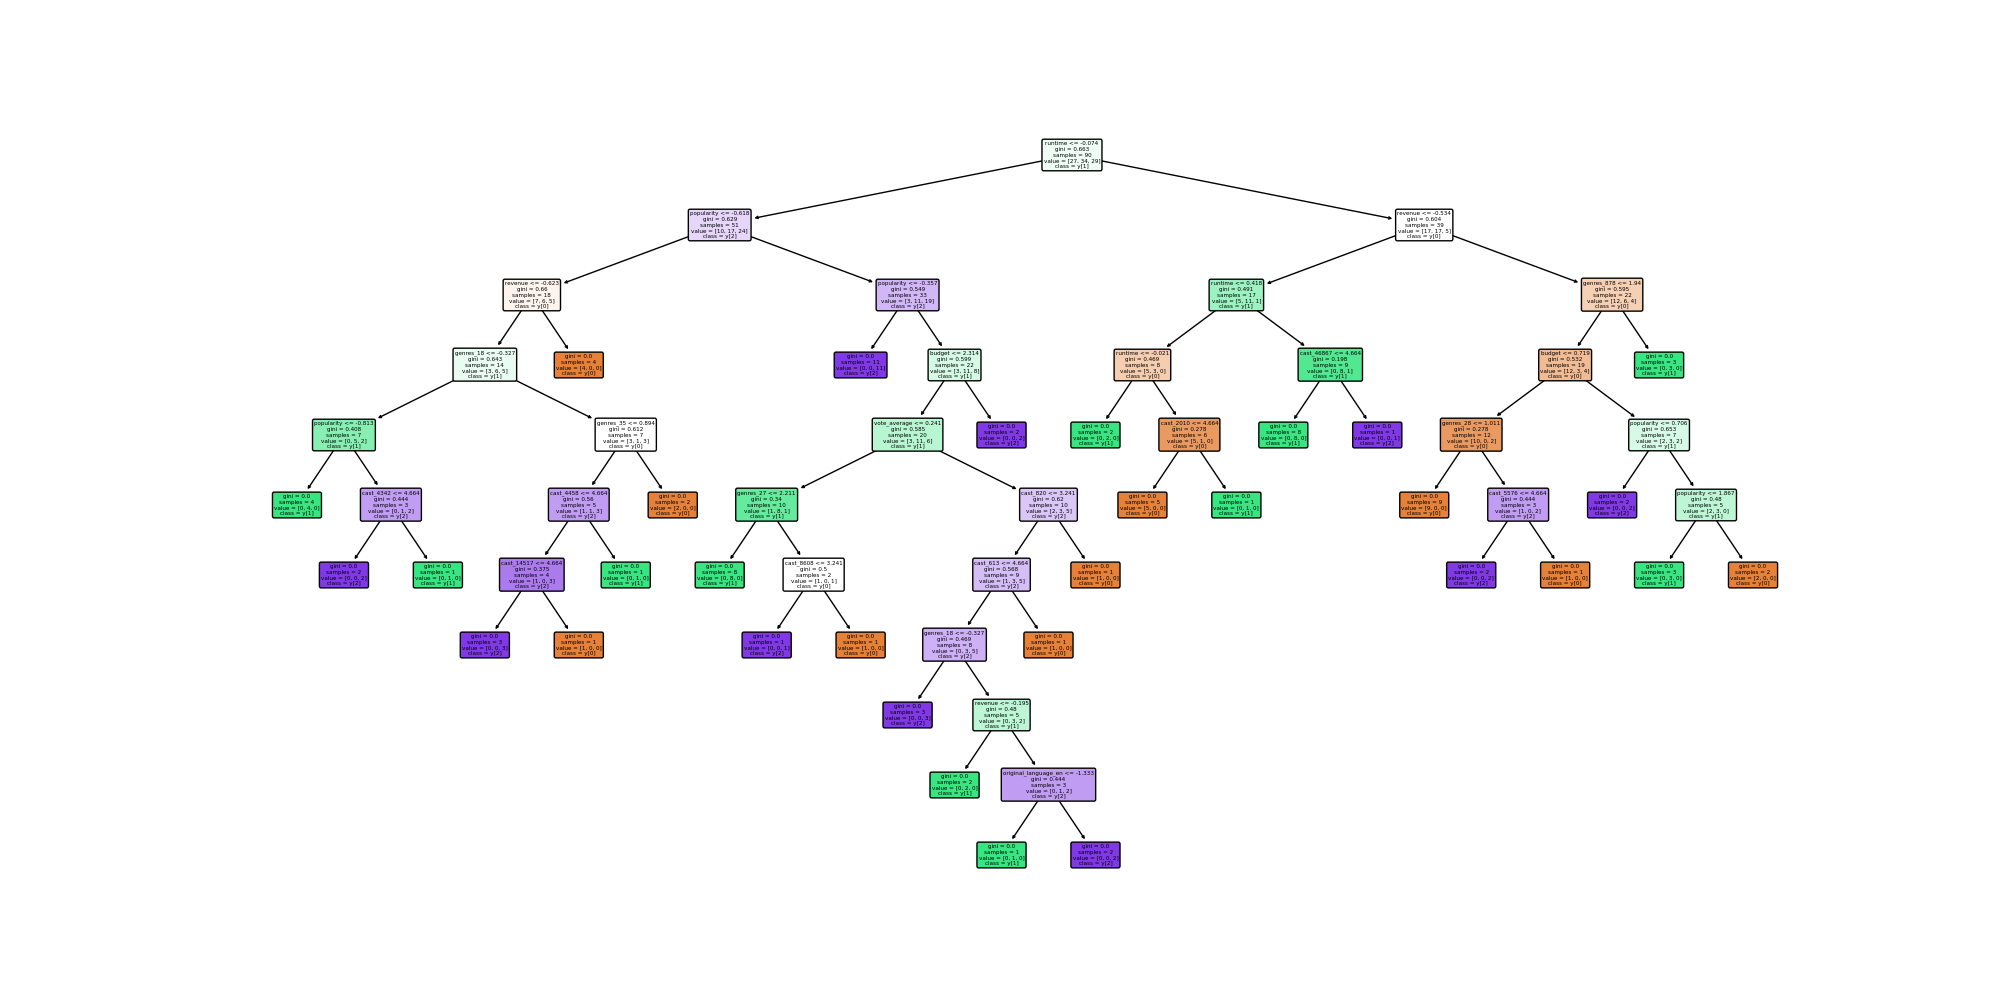 runtime <= -0.074
gini = 0.663
samples = 90
value = [27, 34, 29]
class = y[1]
popularity <= -0.618
gini = 0.629
samples = 51
value = [10, 17, 24]
class = y[2]
revenue <= -0.534
gini = 0.604
samples = 39
value = [17, 17, 5]
class = y[0]
revenue <= -0.623
gini = 0.66
samples = 18
value = [7, 6, 5]
class = y[0]
popularity <= -0.357
gini = 0.549
samples = 33
value = [3, 11, 19]
class = y[2]
runtime <= 0.418
gini = 0.491
samples = 17
value = [5, 11, 1]
class = y[1]
genres_878 <= 1.94
gini = 0.595
samples = 22
value = [12, 6, 4]
class = y[0]
genres_18 <= -0.327
gini = 0.643
samples = 14
value = [3, 6, 5]
class = y[1]
gini = 0.0
samples = 4
value = [4, 0, 0]
class = y[0]
gini = 0.0
samples = 11
value = [0, 0, 11]
class = y[2]
budget <= 2.314
gini = 0.599
samples = 22
value = [3, 11, 8]
class = y[1]
runtime <= -0.021
gini = 0.469
samples = 8
value = [5, 3, 0]
class = y[0]
cast_46867 <= 4.664
gini = 0.198
samples = 9
value = [0, 8, 1]
class = y[1]
budget <= 0.719
gini = 0.532
samples = 19
value = [12, 3, 4]
class = y[0]
gini = 0.0
samples = 3
value = [0, 3, 0]
class = y[1]
popularity <= -0.813
gini = 0.408
samples = 7
value = [0, 5, 2]
class = y[1]
genres_35 <= 0.894
gini = 0.612
samples = 7
value = [3, 1, 3]
class = y[0]
vote_average <= 0.241
gini = 0.585
samples = 20
value = [3, 11, 6]
class = y[1]
gini = 0.0
samples = 2
value = [0, 0, 2]
class = y[2]
gini = 0.0
samples = 2
value = [0, 2, 0]
class = y[1]
cast_2010 <= 4.664
gini = 0.278
samples = 6
value = [5, 1, 0]
class = y[0]
gini = 0.0
samples = 8
value = [0, 8, 0]
class = y[1]
gini = 0.0
samples = 1
value = [0, 0, 1]
class = y[2]
genres_28 <= 1.011
gini = 0.278
samples = 12
value = [10, 0, 2]
class = y[0]
popularity <= 0.706
gini = 0.653
samples = 7
value = [2, 3, 2]
class = y[1]
gini = 0.0
samples = 4
value = [0, 4, 0]
class = y[1]
cast_4342 <= 4.664
gini = 0.444
samples = 3
value = [0, 1, 2]
class = y[2]
cast_4458 <= 4.664
gini = 0.56
samples = 5
value = [1, 1, 3]
class = y[2]
gini = 0.0
samples = 2
value = [2, 0, 0]
class = y[0]
genres_27 <= 2.211
gini = 0.34
samples = 10
value = [1, 8, 1]
class = y[1]
cast_820 <= 3.241
gini = 0.62
samples = 10
value = [2, 3, 5]
class = y[2]
gini = 0.0
samples = 5
value = [5, 0, 0]
class = y[0]
gini = 0.0
samples = 1
value = [0, 1, 0]
class = y[1]
gini = 0.0
samples = 9
value = [9, 0, 0]
class = y[0]
cast_5576 <= 4.664
gini = 0.444
samples = 3
value = [1, 0, 2]
class = y[2]
gini = 0.0
samples = 2
value = [0, 0, 2]
class = y[2]
popularity <= 1.867
gini = 0.48
samples = 5
value = [2, 3, 0]
class = y[1]
gini = 0.0
samples = 2
value = [0, 0, 2]
class = y[2]
gini = 0.0
samples = 1
value = [0, 1, 0]
class = y[1]
cast_14517 <= 4.664
gini = 0.375
samples = 4
value = [1, 0, 3]
class = y[2]
gini = 0.0
samples = 1
value = [0, 1, 0]
class = y[1]
gini = 0.0
samples = 8
value = [0, 8, 0]
class = y[1]
cast_8608 <= 3.241
gini = 0.5
samples = 2
value = [1, 0, 1]
class = y[0]
cast_613 <= 4.664
gini = 0.568
samples = 9
value = [1, 3, 5]
class = y[2]
gini = 0.0
samples = 1
value = [1, 0, 0]
class = y[0]
gini = 0.0
samples = 2
value = [0, 0, 2]
class = y[2]
gini = 0.0
samples = 1
value = [1, 0, 0]
class = y[0]
gini = 0.0
samples = 3
value = [0, 3, 0]
class = y[1]
gini = 0.0
samples = 2
value = [2, 0, 0]
class = y[0]
gini = 0.0
samples = 3
value = [0, 0, 3]
class = y[2]
gini = 0.0
samples = 1
value = [1, 0, 0]
class = y[0]
gini = 0.0
samples = 1
value = [0, 0, 1]
class = y[2]
gini = 0.0
samples = 1
value = [1, 0, 0]
class = y[0]
genres_18 <= -0.327
gini = 0.469
samples = 8
value = [0, 3, 5]
class = y[2]
gini = 0.0
samples = 1
value = [1, 0, 0]
class = y[0]
gini = 0.0
samples = 3
value = [0, 0, 3]
class = y[2]
revenue <= -0.195
gini = 0.48
samples = 5
value = [0, 3, 2]
class = y[1]
gini = 0.0
samples = 2
value = [0, 2, 0]
class = y[1]
original_language_en <= -1.333
gini = 0.444
samples = 3
value = [0, 1, 2]
class = y[2]
gini = 0.0
samples = 1
value = [0, 1, 0]
class = y[1]
gini = 0.0
samples = 2
value = [0, 0, 2]
class = y[2]